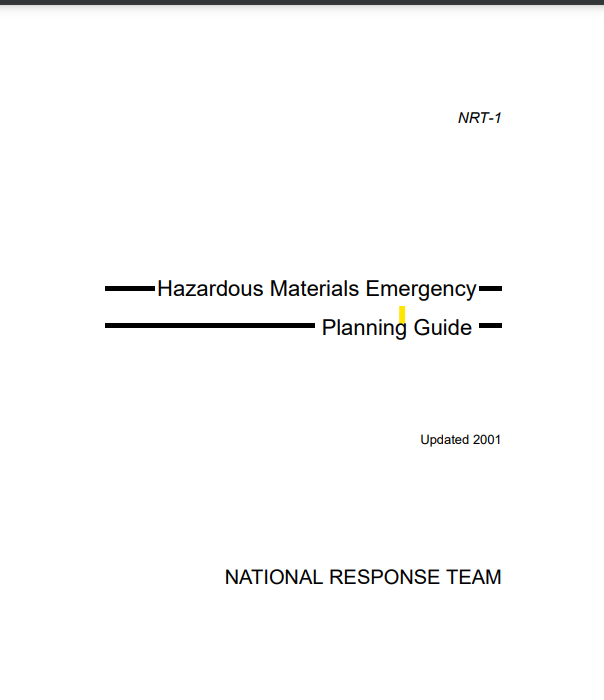 NRT-1
Hazardous Materials Emergency
Planning Guide
Updated 2001
NATIONAL RESPONSE TEAM